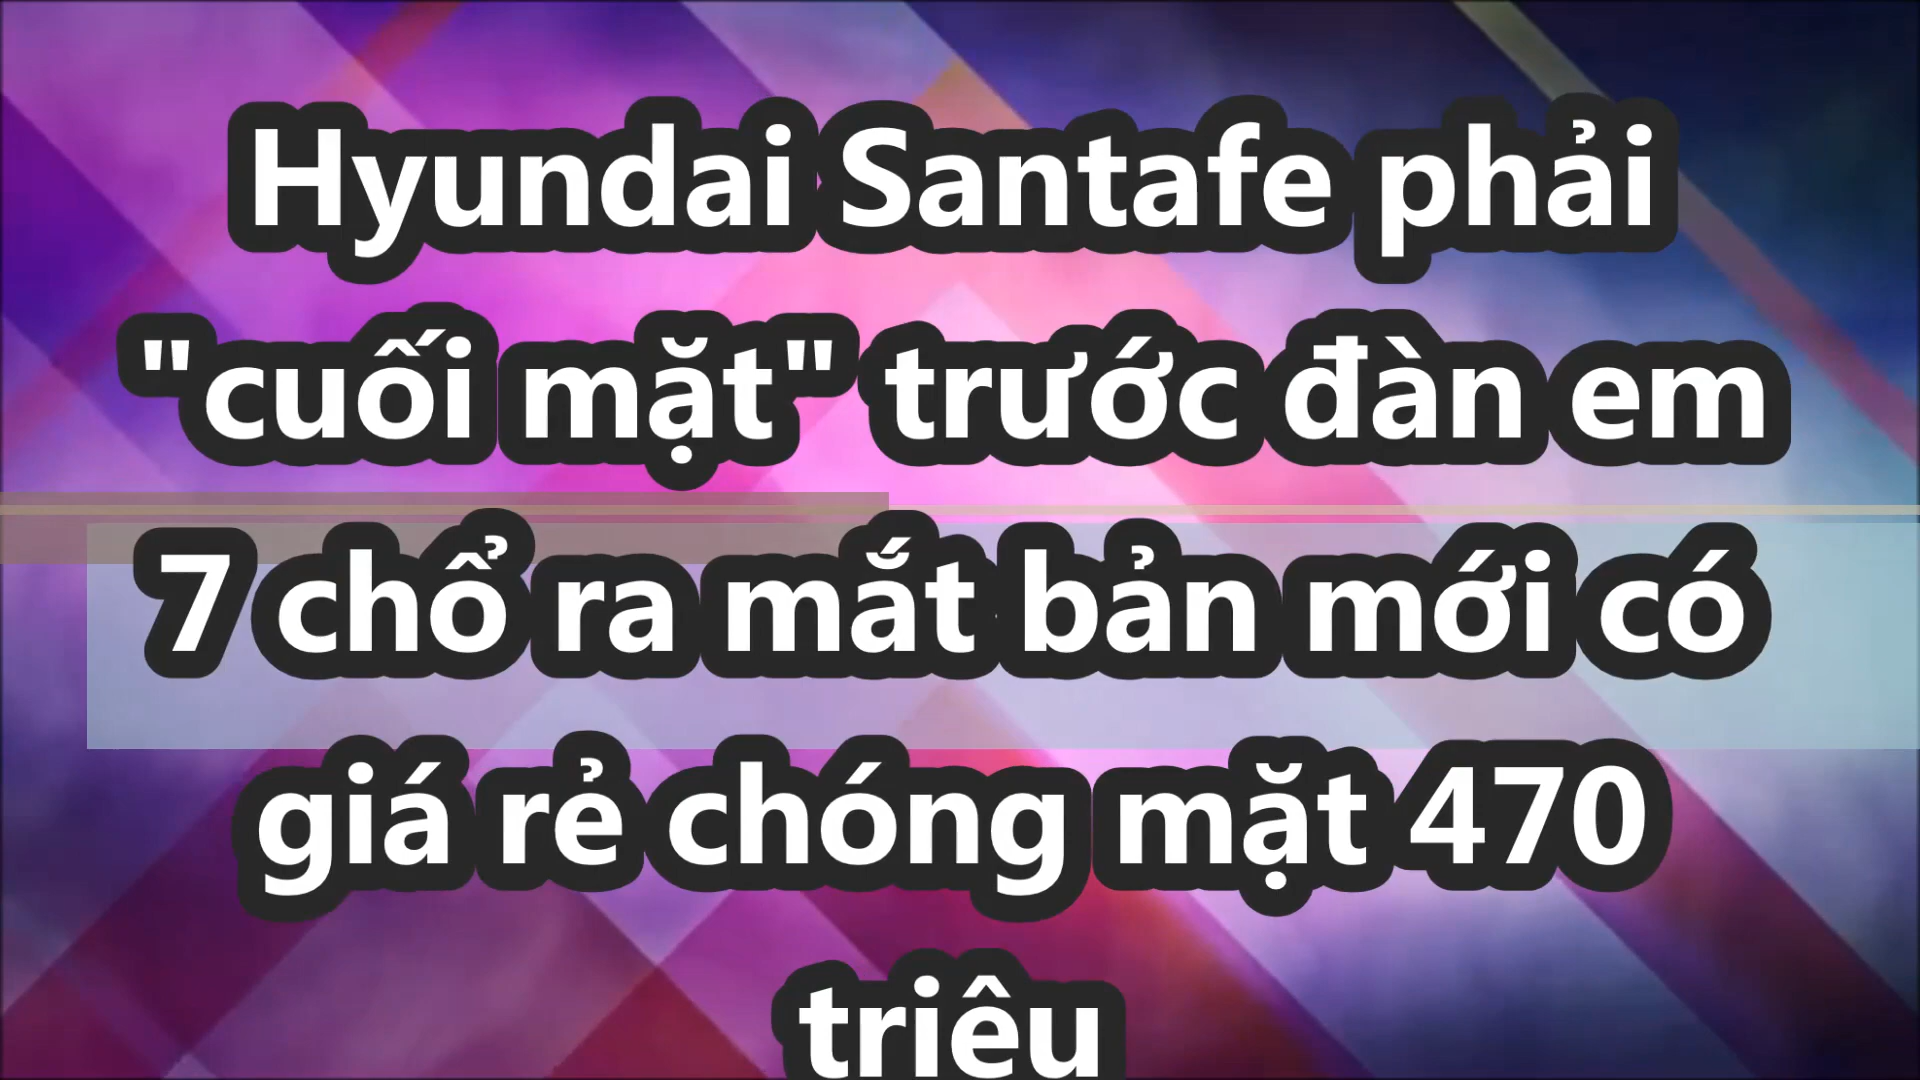 Hyundai Santafe phải
"cuối mặt" trước đàn em
7 chổ ra mắt bản mới có
giá rẻ chóng mặt 470
triêu